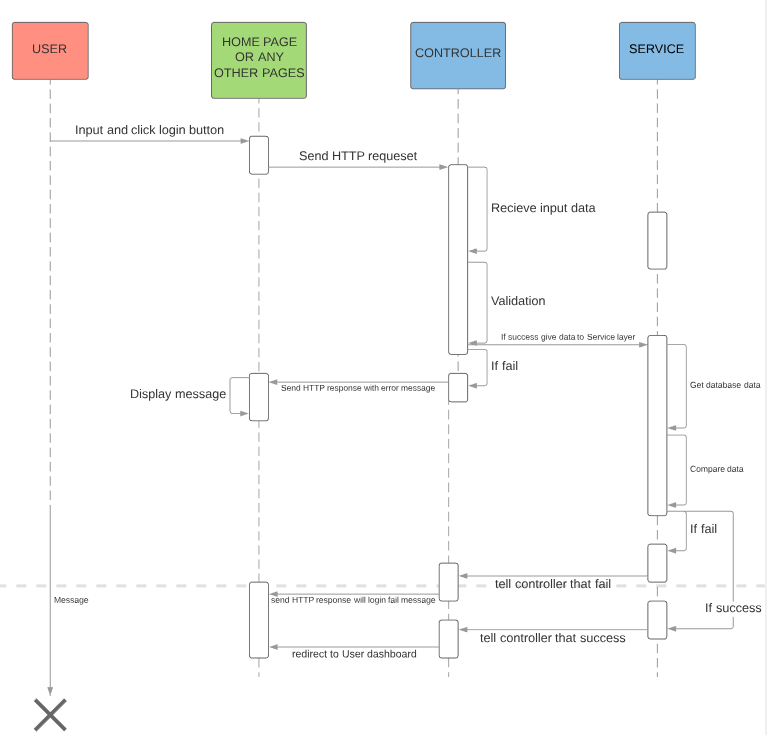 USER
HOME PAGE
OR ANY
OTHER PAGES
CONTROLLER
SERVICE
Input and click login button
Send HTTP requeset
Recieve input data
Validation
If success give data to Service layer
If fail
Send HTTP response with error message
Display message
Get database data
Compare data
If fail
tell controller that fail
send HTTP response will login fail message
Message
If success
tell controller that success
redirect to User dashboard